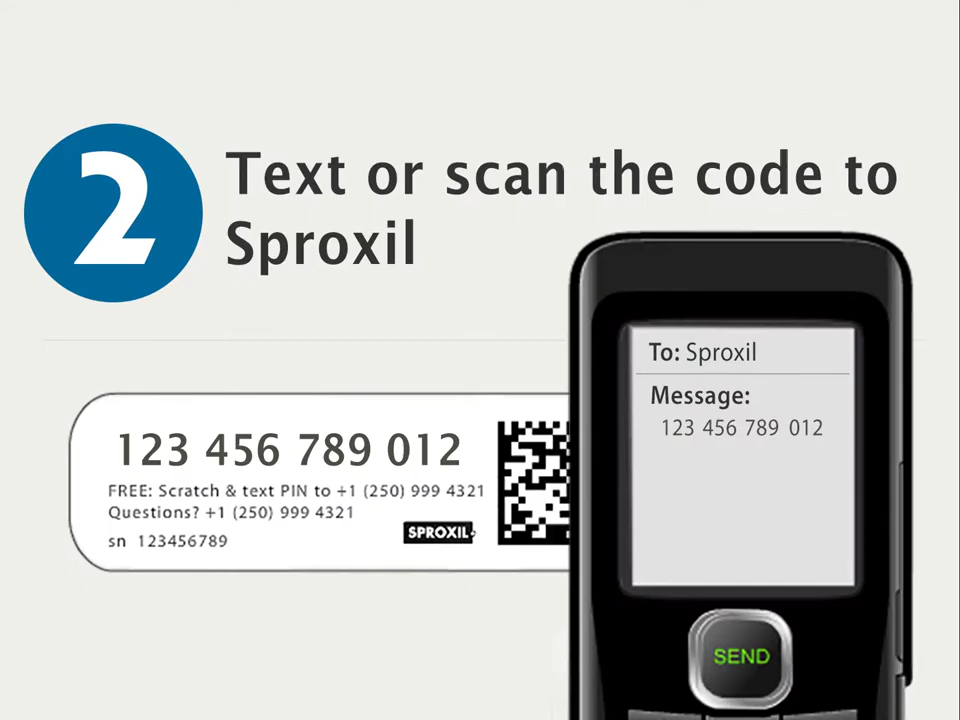 2
Text or scan the code to
Sproxil
To: Sproxil
Message:
123 456 789 012
123 456 789 012
FREE: Scratch & text PIN to +1 (250) 999 4321
Questions? +1 (250) 999 4321
SPROXIL
sn 123456789
SEND